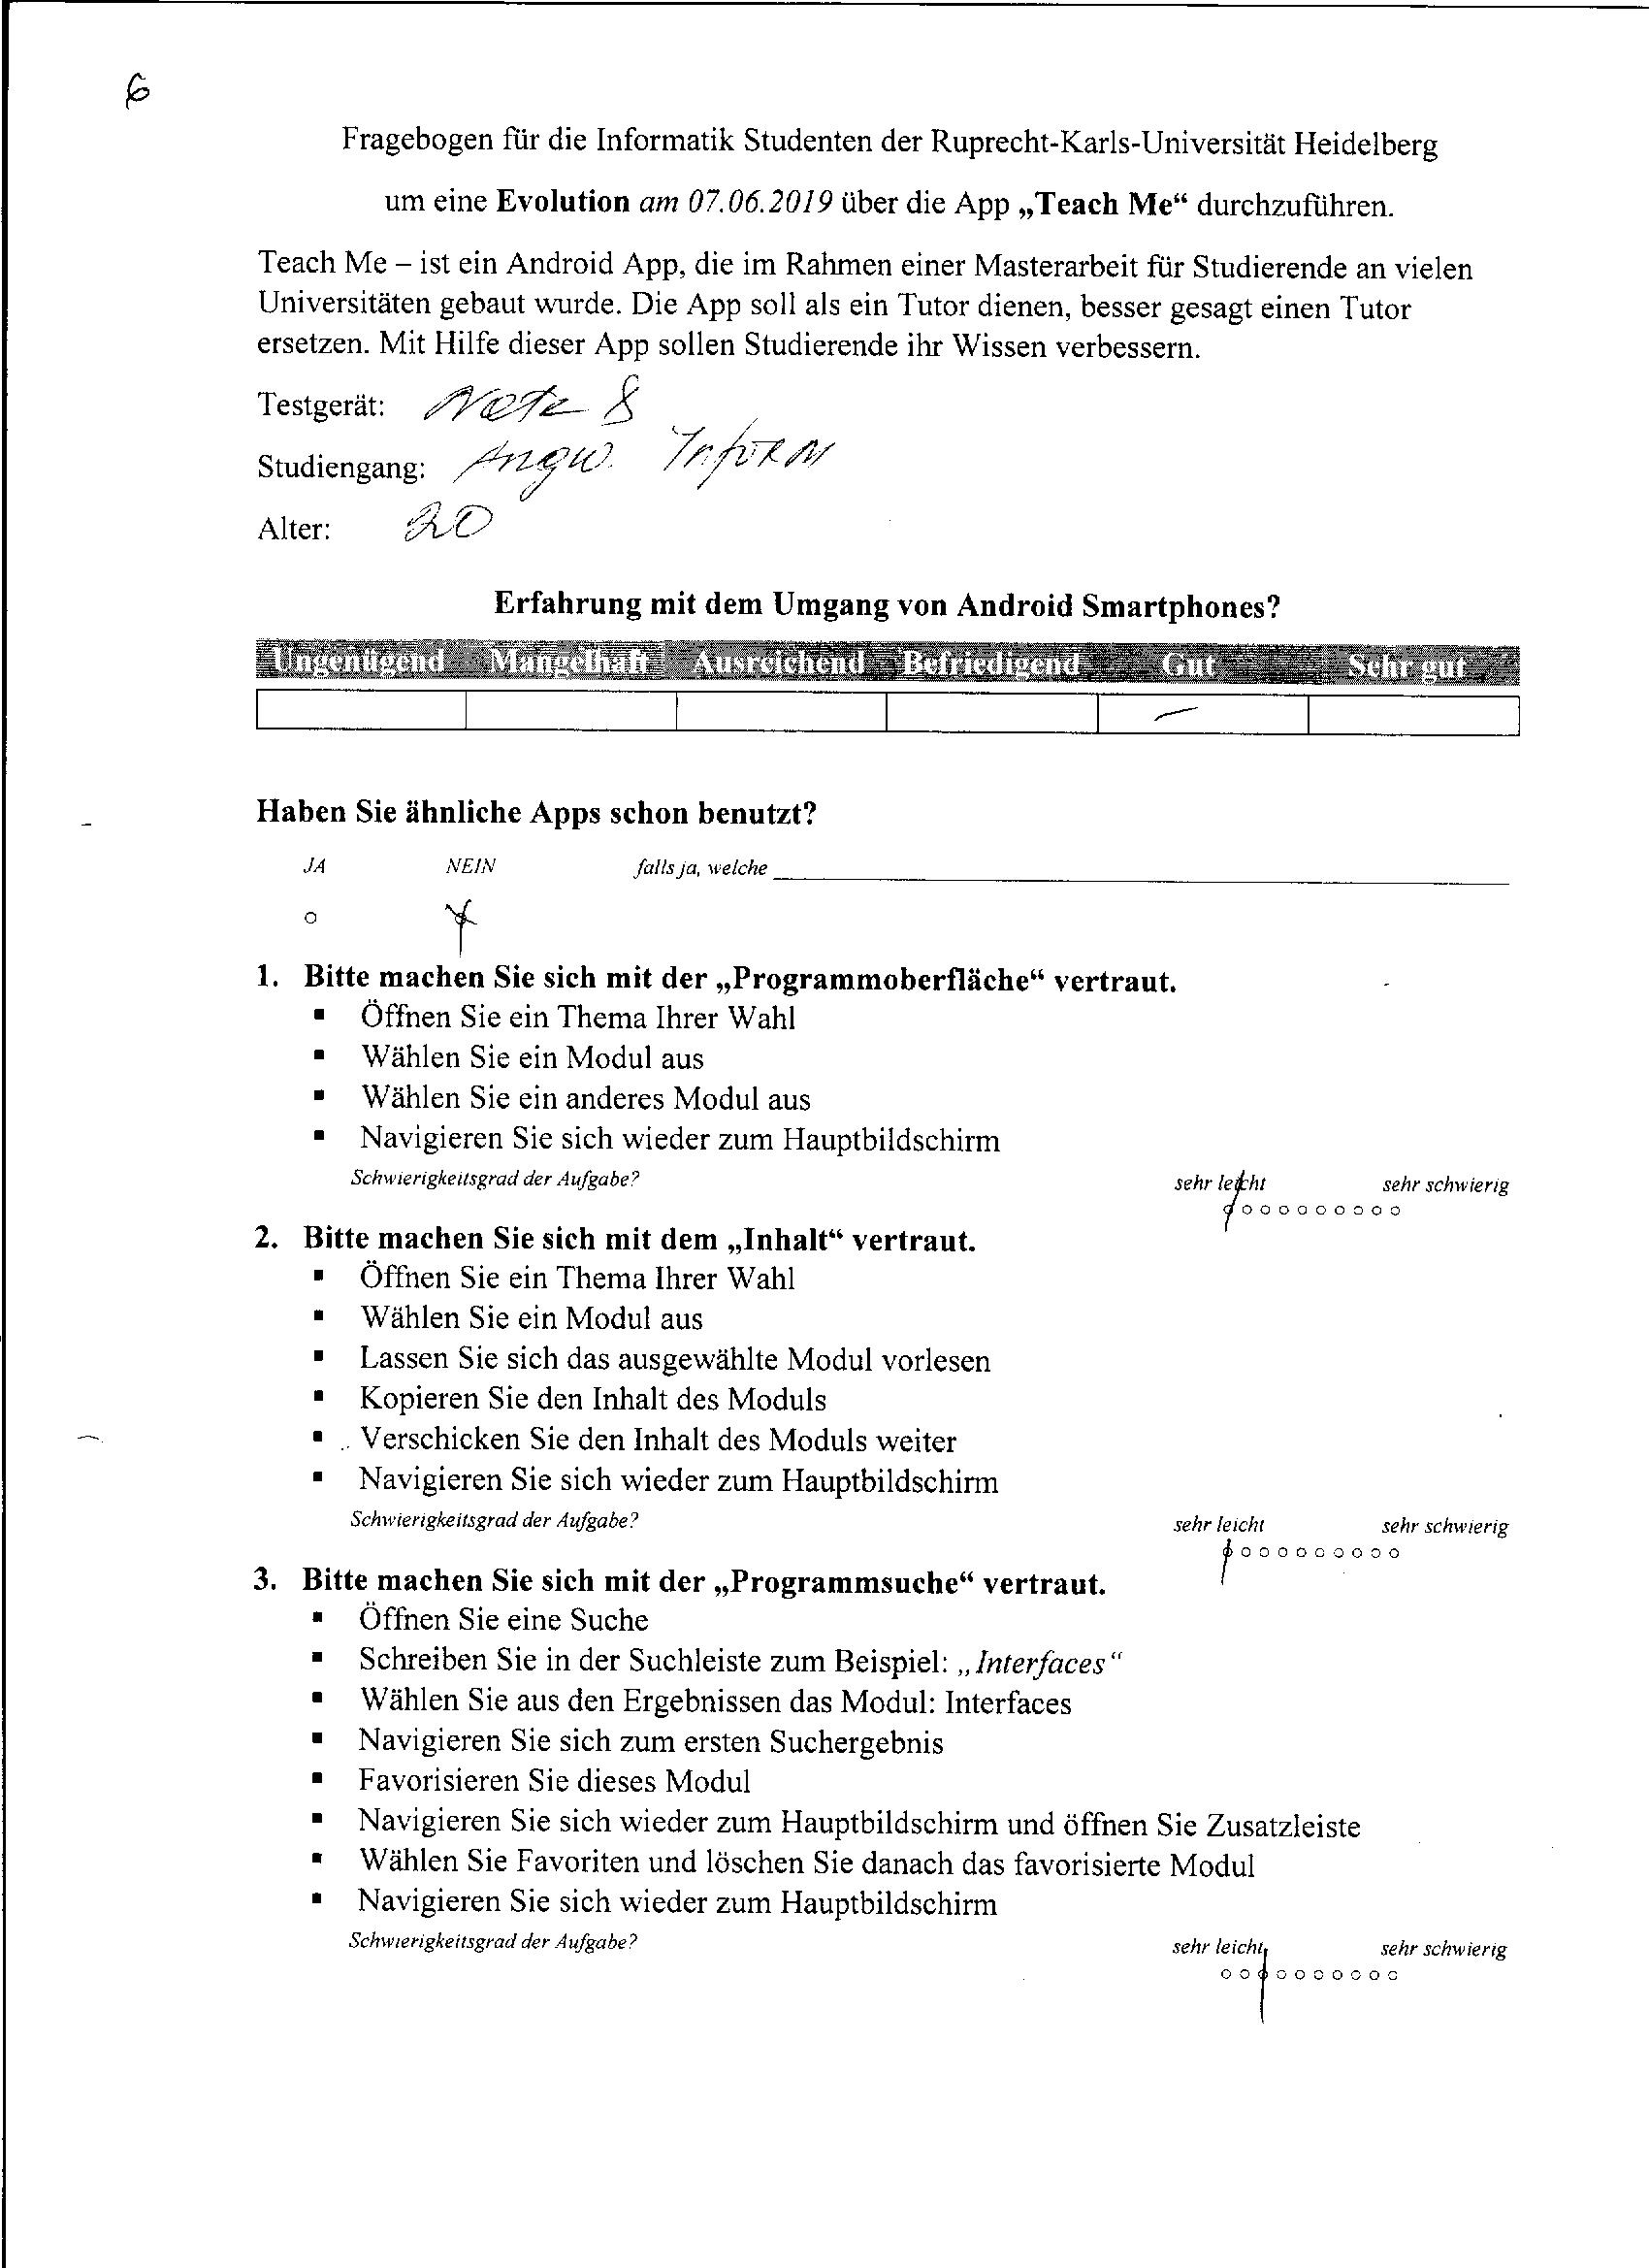 6
Fragebogen für die Informatik Studenten der Ruprecht-Karls-Universität Heidelberg
um eine Evolution am 07.06.2019 über die App „Teach Me“ durchzuführen.
Teach Me – ist ein Android App, die im Rahmen einer Masterarbeit für Studierende an vielen
Universitäten gebaut wurde. Die App soll als ein Tutor dienen, besser gesagt einen Tutor
ersetzen. Mit Hilfe dieser App sollen Studierende ihr Wissen verbessern.
Testgerät: Note 8
Studiengang: Angw. Inform
Alter: 20
Erfahrung mit dem Umgang von Android Smartphones?
Ungenügend Mangelhaft Ausreichend Befriedigend Gut Sehr gut
Haben Sie ähnliche Apps schon benutzt?
JA NEIN falls ja, welche
1. Bitte machen Sie sich mit der „Programmoberfläche“ vertraut.
▪ Öffnen Sie ein Thema Ihrer Wahl
▪ Wählen Sie ein Modul aus
▪ Wählen Sie ein anderes Modul aus
▪ Navigieren Sie sich wieder zum Hauptbildschirm
Schwierigkeitsgrad der Aufgabe? sehr leicht sehr schwierig
2. Bitte machen Sie sich mit dem „Inhalt“ vertraut.
▪ Öffnen Sie ein Thema Ihrer Wahl
▪ Wählen Sie ein Modul aus
▪ Lassen Sie sich das ausgewählte Modul vorlesen
▪ Kopieren Sie den Inhalt des Moduls
▪ Verschicken Sie den Inhalt des Moduls weiter
▪ Navigieren Sie sich wieder zum Hauptbildschirm
Schwierigkeitsgrad der Aufgabe? sehr leicht sehr schwierig
3. Bitte machen Sie sich mit der „Programmsuche“ vertraut.
▪ Öffnen Sie eine Suche
▪ Schreiben Sie in der Suchleiste zum Beispiel: „Interfaces“
▪ Wählen Sie aus den Ergebnissen das Modul: Interfaces
▪ Navigieren Sie sich zum ersten Suchergebnis
▪ Favorisieren Sie dieses Modul
▪ Navigieren Sie sich wieder zum Hauptbildschirm und öffnen Sie Zusatzleiste
▪ Wählen Sie Favoriten und löschen Sie danach das favorisierte Modul
▪ Navigieren Sie sich wieder zum Hauptbildschirm
Schwierigkeitsgrad der Aufgabe? sehr leicht sehr schwierig